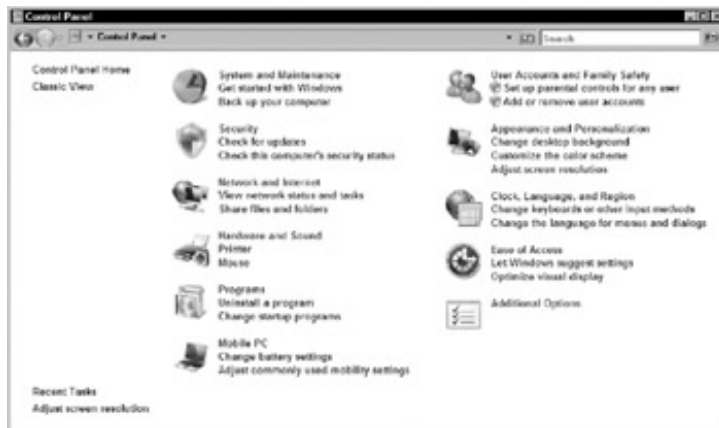 Control Panel
Control Panel
Search
Control Panel Home
Classic View
System and Maintenance
Get started with Windows
Back up your computer
Security
Check for updates
Check this computer's security status
Network and Internet
View network status and tasks
Share files and folders
Hardware and Sound
Printer
Mouse
Programs
Uninstall a program
Change startup programs
Mobile PC
Change battery settings
Adjust commonly used mobility settings
User Accounts and Family Safety
Set up parental controls for any user
Add or remove user accounts
Appearance and Personalization
Change desktop background
Customize the color scheme
Adjust screen resolution
Clock, Language, and Region
Change keyboards or other input methods
Change the language for menus and dialogs
Ease of Access
Let Windows suggest settings
Optimize visual display
Additional Options
Recent Tasks
Adjust screen resolution